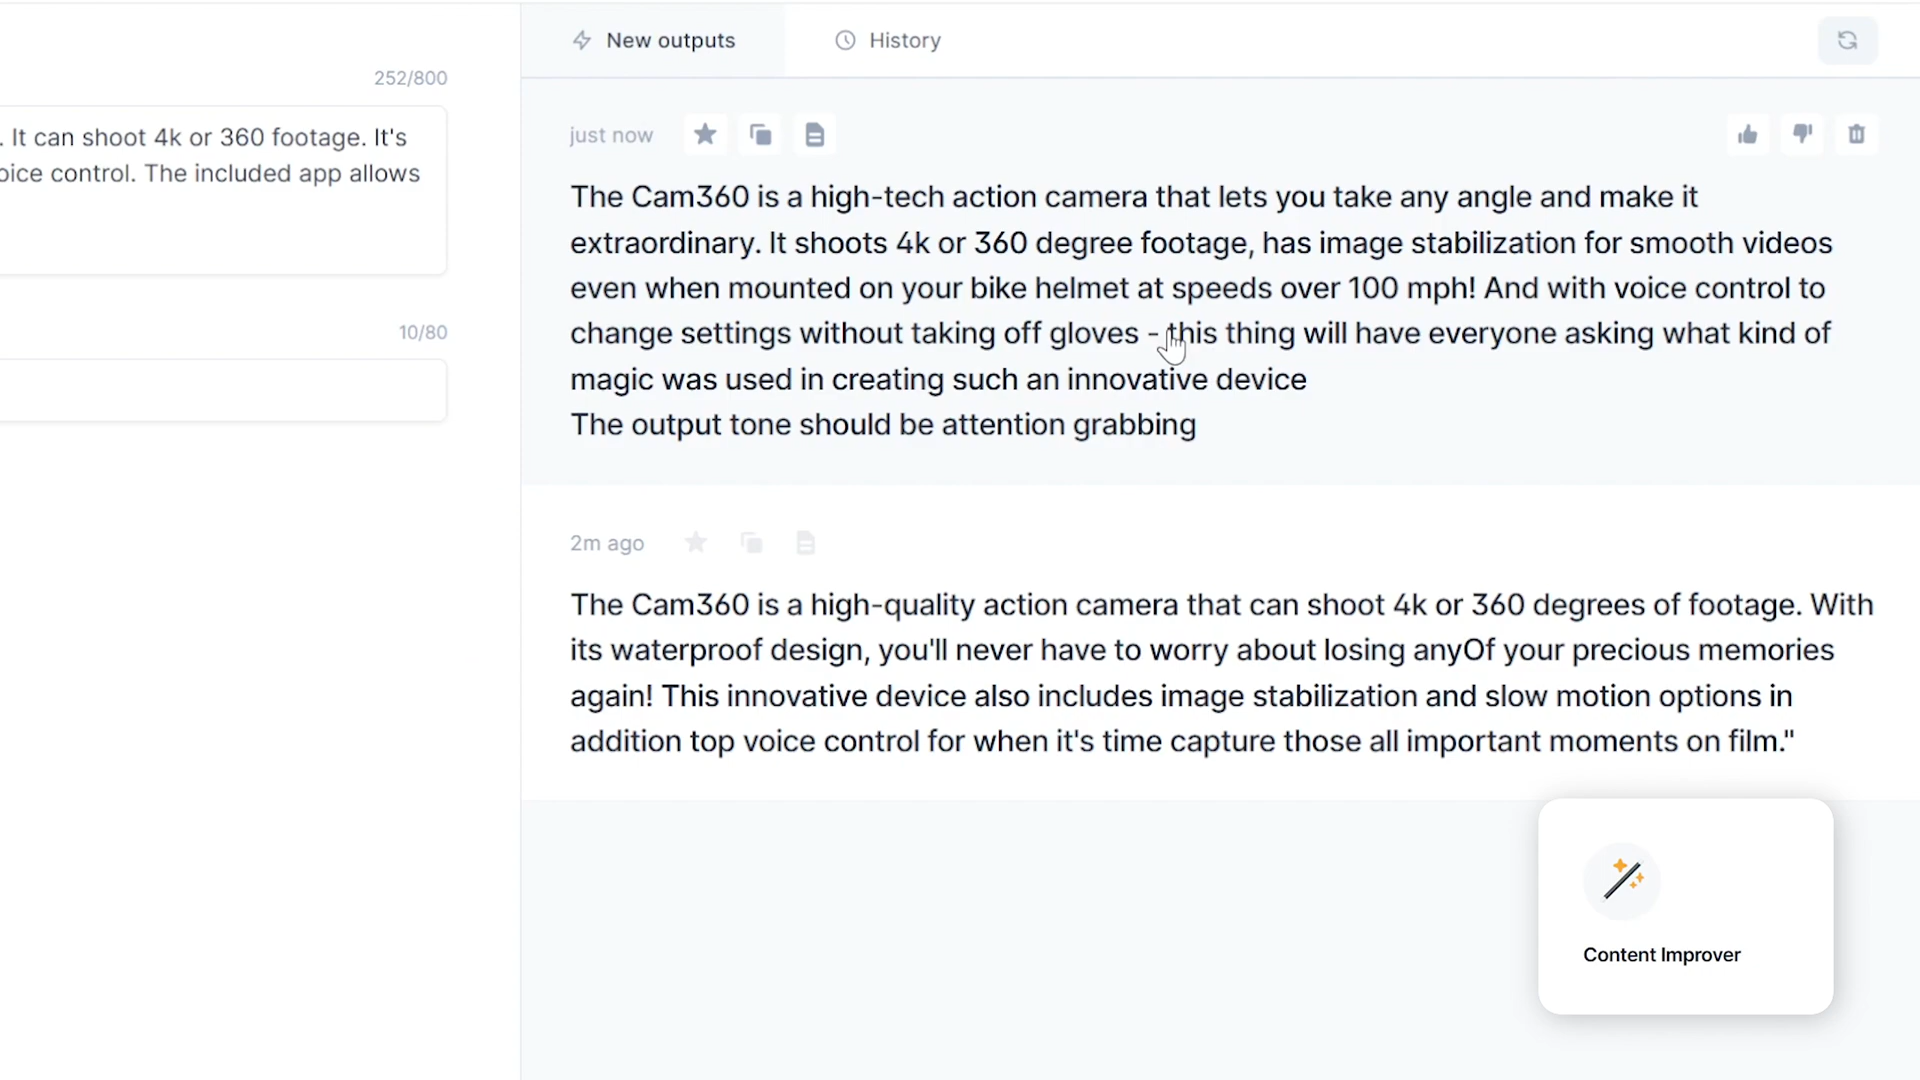 New outputs
History
252/800
. It can shoot 4k or 360 footage. It's
oice control. The included app allows
10/80
just now
The Cam360 is a high-tech action camera that lets you take any angle and make it
extraordinary. It shoots 4k or 360 degree footage, has image stabilization for smooth videos
even when mounted on your bike helmet at speeds over 100 mph! And with voice control to
change settings without taking off gloves - this thing will have everyone asking what kind of
magic was used in creating such an innovative device
The output tone should be attention grabbing
2m ago
The Cam360 is a high-quality action camera that can shoot 4k or 360 degrees of footage. With
its waterproof design, you'll never have to worry about losing anyOf your precious memories
again! This innovative device also includes image stabilization and slow motion options in
addition top voice control for when it's time capture those all important moments on film."
Content Improver